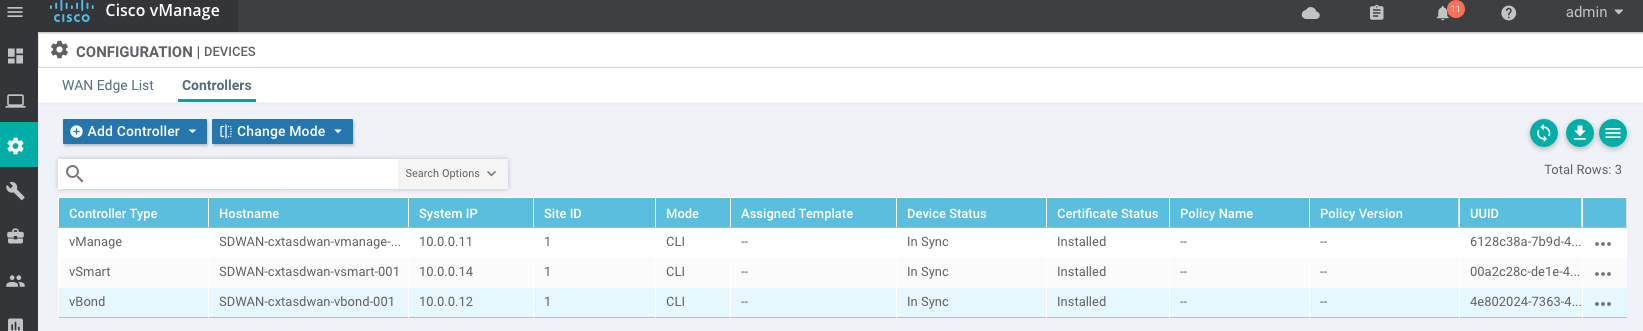 cisco Cisco vManage 11 admin
CONFIGURATION | DEVICES
WAN Edge List Controllers
Add Controller Change Mode
Search Options Total Rows: 3
Controller Type Hostname System IP Site ID Mode Assigned Template Device Status Certificate Status Policy Name Policy Version UUID
vManage SDWAN-cxtasdwan-vmanage-... 10.0.0.11 1 CLI -- In Sync Installed -- -- 6128c38a-7b9d-4... •••
vSmart SDWAN-cxtasdwan-vsmart-001 10.0.0.14 1 CLI -- In Sync Installed -- -- 00a2c28c-de1e-4... •••
vBond SDWAN-cxtasdwan-vbond-001 10.0.0.12 1 CLI -- In Sync Installed -- -- 4e802024-7363-4... •••